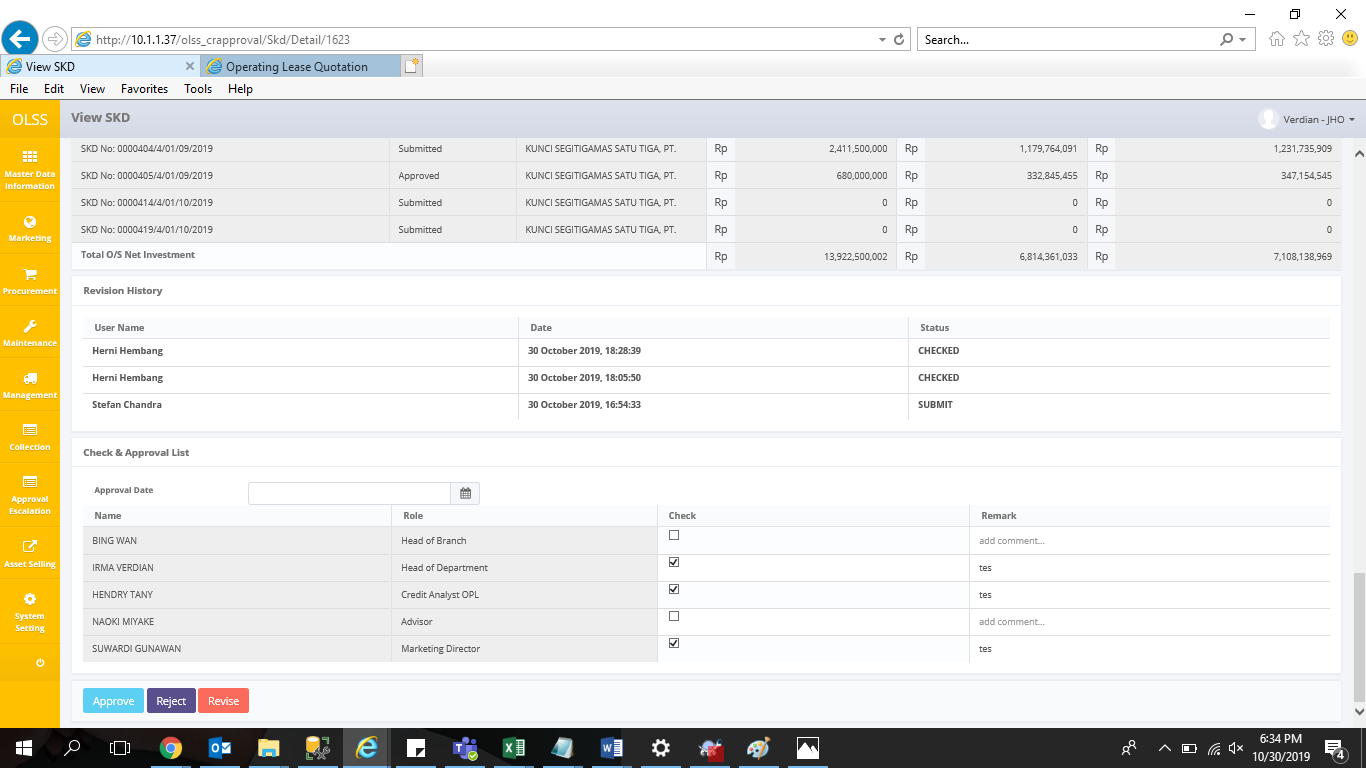 http://10.1.1.37/olss_crapproval/Skd/Detail/1623
Search...
View SKD
Operating Lease Quotation
File Edit View Favorites Tools Help
OLSS
View SKD
Verdian - JHO
Master Data
Information
Marketing
Procurement
Maintenance
Management
Collection
Approval
Escalation
Asset Selling
System
Setting
SKD No: 0000404/4/01/09/2019 Submitted KUNCI SEGITIGAMAS SATU TIGA, PT. Rp 2,411,500,000 Rp 1,179,764,091 Rp 1,231,735,909
SKD No: 0000405/4/01/09/2019 Approved KUNCI SEGITIGAMAS SATU TIGA, PT. Rp 680,000,000 Rp 332,845,455 Rp 347,154,545
SKD No: 0000414/4/01/10/2019 Submitted KUNCI SEGITIGAMAS SATU TIGA, PT. Rp 0 Rp 0 Rp 0
SKD No: 0000419/4/01/10/2019 Submitted KUNCI SEGITIGAMAS SATU TIGA, PT. Rp 0 Rp 0 Rp 0
Total O/S Net Investment Rp 13,922,500,002 Rp 6,814,361,033 Rp 7,108,138,969
Revision History
User Name Date Status
Herni Hembang 30 October 2019, 18:28:39 CHECKED
Herni Hembang 30 October 2019, 18:05:50 CHECKED
Stefan Chandra 30 October 2019, 16:54:33 SUBMIT
Check & Approval List
Approval Date
Name Role Check Remark
BING WAN Head of Branch add comment...
IRMA VERDIAN Head of Department tes
HENDRY TANY Credit Analyst OPL tes
NAOKI MIYAKE Advisor add comment...
SUWARDI GUNAWAN Marketing Director tes
Approve Reject Revise
6:34 PM
10/30/2019
4